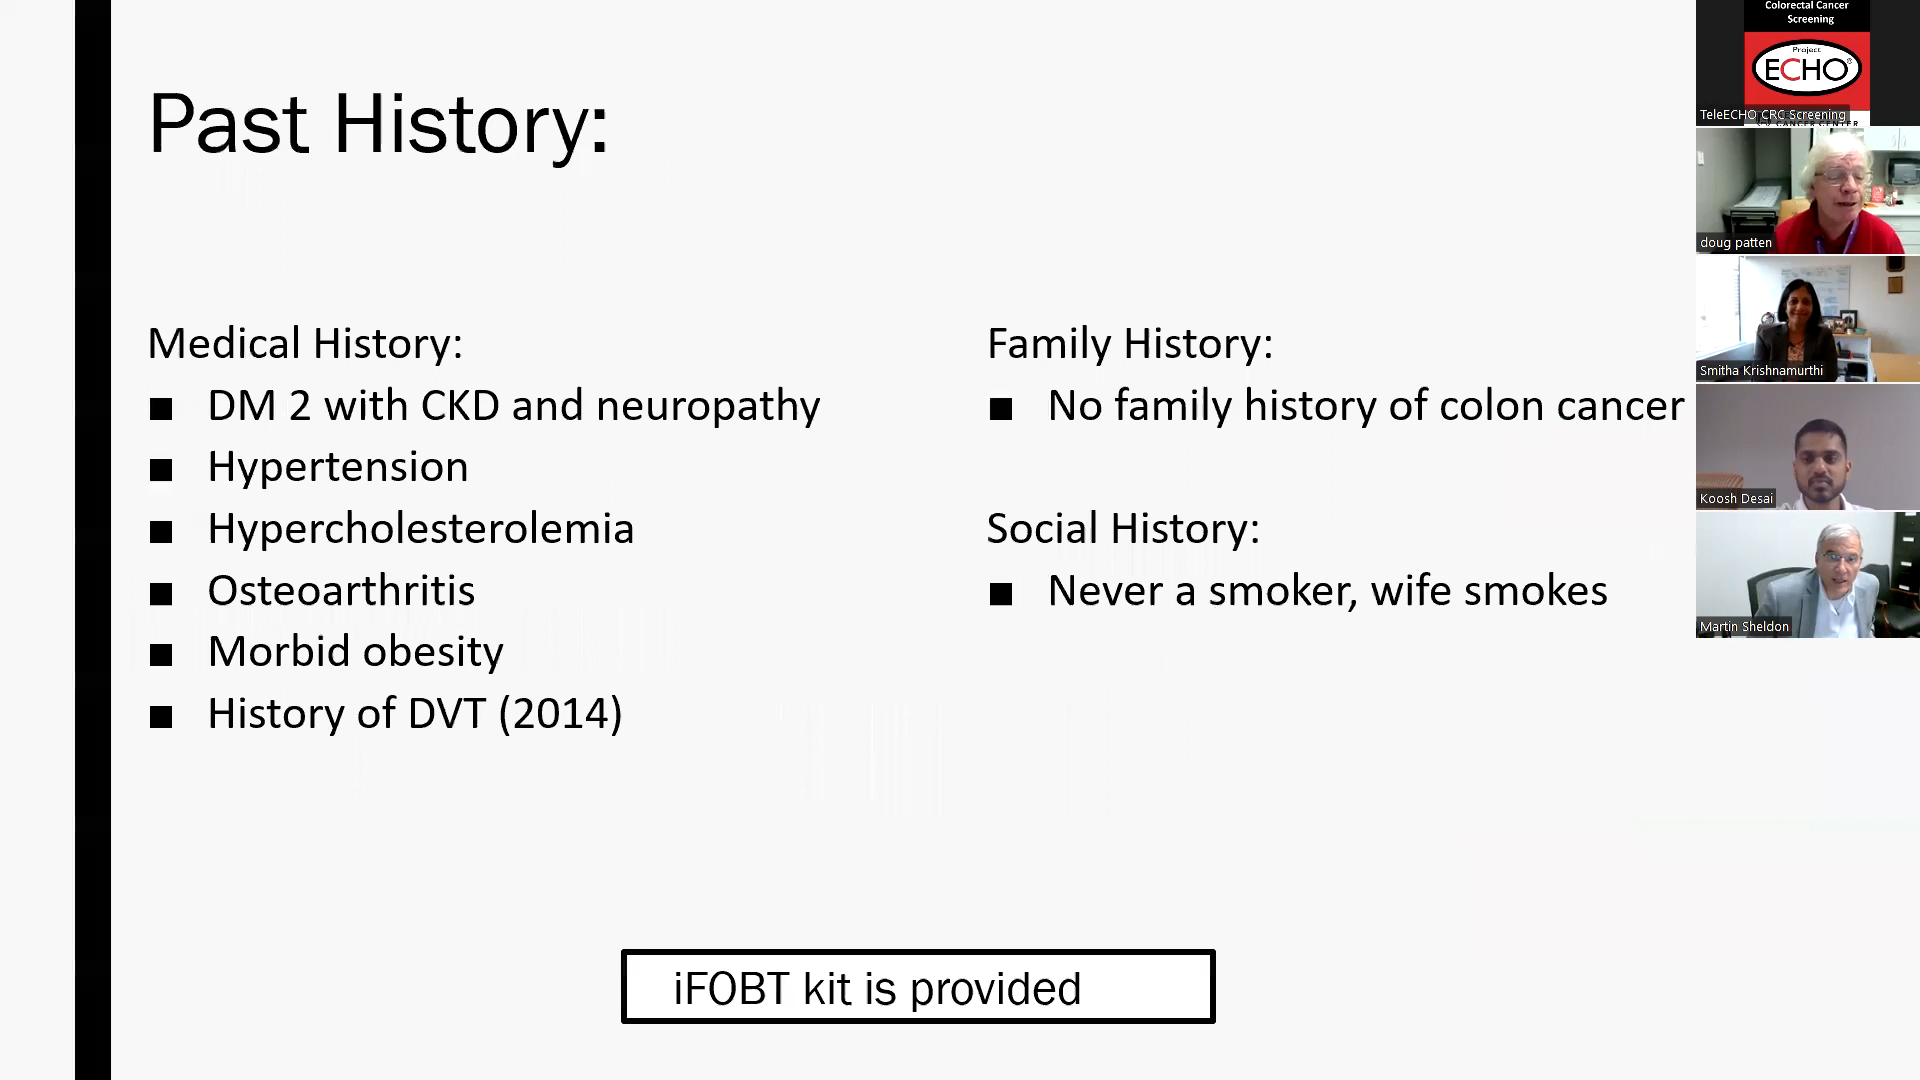 Past History:
Medical History:
■ DM 2 with CKD and neuropathy
■ Hypertension
■ Hypercholesterolemia
■ Osteoarthritis
■ Morbid obesity
■ History of DVT (2014)
Family History:
■ No family history of colon cancer
Social History:
■ Never a smoker, wife smokes
iFOBT kit is provided
Colorectal Cancer
Screening
Project
ECHO®
TeleECHO CRC Screening
CANCER CENTER
doug patten
Smitha Krishnamurthi
Koosh Desai
Martin Sheldon